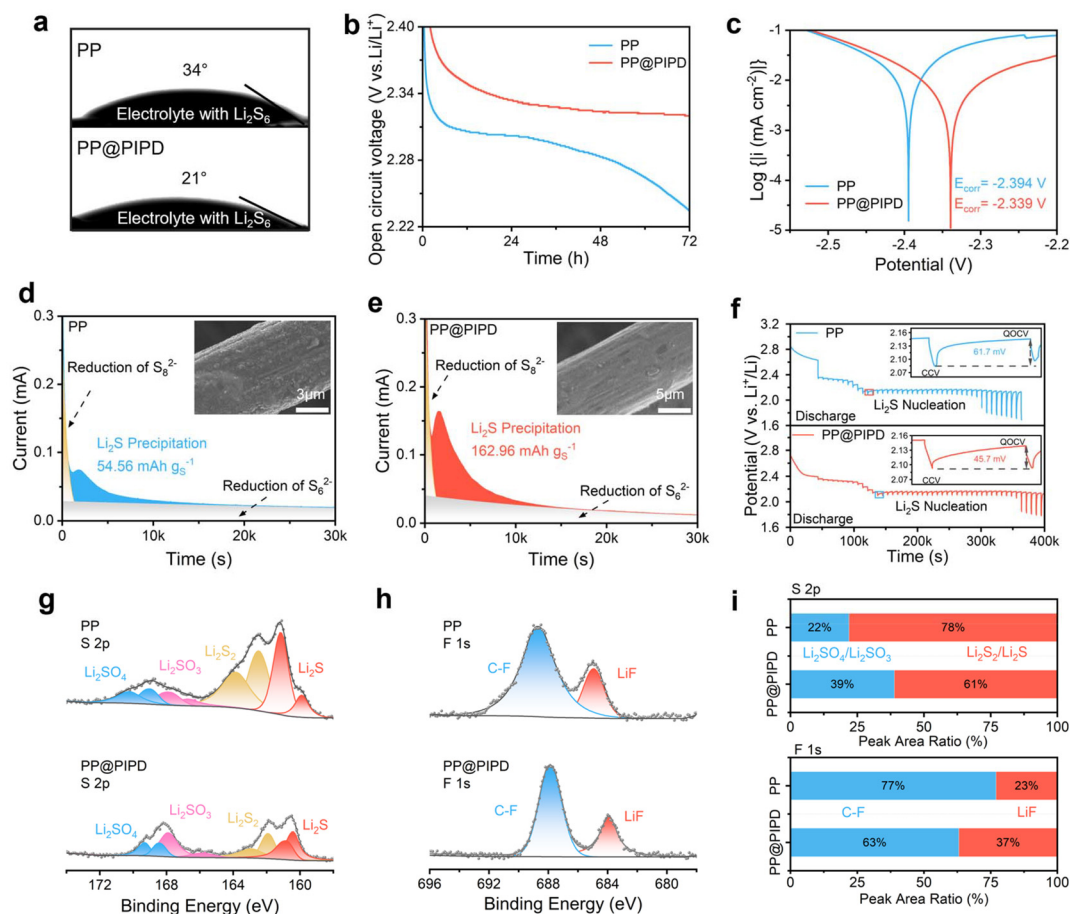 a
PP
34°
Electrolyte with Li₂S₆
PP@PIPD
21°
Electrolyte with Li₂S₆
b
Open circuit voltage (V vs.Li/Li⁺)
2.40
2.34
2.28
2.22
PP
PP@PIPD
0
24
48
72
Time (h)
c
Log {|i (mA cm⁻²)|}
-1
-2
-3
-4
-5
PP
PP@PIPD
E_corr= -2.394 V
E_corr= -2.339 V
-2.5
-2.4
-2.3
-2.2
Potential (V)
d
PP
Current (mA)
0.3
0.2
0.1
0.0
Reduction of S₈²⁻
3μm
Li₂S Precipitation
54.56 mAh g_S⁻¹
Reduction of S₆²⁻
0
10k
20k
30k
Time (s)
e
PP@PIPD
Current (mA)
0.3
0.2
0.1
0.0
Reduction of S₈²⁻
5μm
Li₂S Precipitation
162.96 mAh g_S⁻¹
Reduction of S₆²⁻
0
10k
20k
30k
Time (s)
f
Potential (V vs. Li⁺/Li)
3.2
2.8
2.4
2.0
1.6
PP
2.16
2.13
2.10
2.07
QOCV
61.7 mV
CCV
Discharge
Li₂S Nucleation
2.8
2.4
2.0
1.6
PP@PIPD
2.16
2.13
2.10
2.07
QOCV
45.7 mV
CCV
Discharge
Li₂S Nucleation
0
100k
200k
300k
400k
Time (s)
g
PP
S 2p
Li₂SO₄
Li₂SO₃
Li₂S₂
Li₂S
PP@PIPD
S 2p
Li₂SO₄
Li₂SO₃
Li₂S₂
Li₂S
172
168
164
160
Binding Energy (eV)
h
PP
F 1s
C-F
LiF
PP@PIPD
F 1s
C-F
LiF
696
692
688
684
680
Binding Energy (eV)
i
S 2p
PP
22%
78%
Li₂SO₄/Li₂SO₃
Li₂S₂/Li₂S
PP@PIPD
39%
61%
0
25
50
75
100
Peak Area Ratio (%)
F 1s
PP
77%
23%
C-F
LiF
PP@PIPD
63%
37%
0
25
50
75
100
Peak Area Ratio (%)